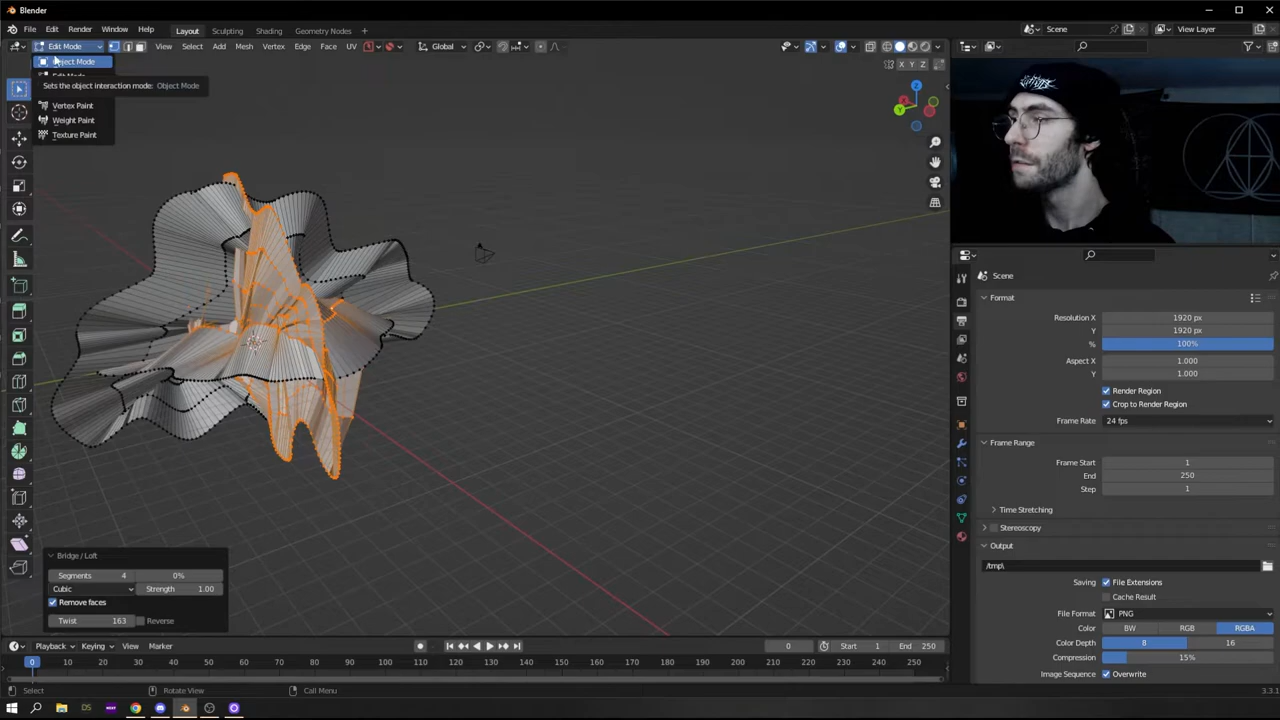 Blender
File Edit Render Window Help Layout Sculpting Shading Geometry Nodes + Scene View Layer
Edit Mode View Select Add Mesh Vertex Edge Face UV Global
Object Mode
Sets the object interaction mode: Object Mode
X Y Z
Vertex Paint
Weight Paint
Texture Paint
Z
Y
Scene
Format
Resolution X 1920 px
Y 1920 px
% 100%
Aspect X 1.000
Y 1.000
Render Region
Crop to Render Region
Frame Rate 24 fps
Frame Range
Frame Start 1
End 250
Step 1
Time Stretching
Stereoscopy
Output
/tmp\
Saving File Extensions
Cache Result
File Format PNG
Color BW RGB RGBA
Color Depth 8 16
Compression 15%
Image Sequence Overwrite
Bridge / Loft
Segments 4 0%
Cubic Strength 1.00
Remove faces
Twist 163 Reverse
Playback Keying View Marker 0 Start 1 End 250
0 10 20 30 40 50 60 70 80 90 100 110 120 130 140 150 160 170 180 190 200 210 220 230 240 250
Select Rotate View Call Menu 3.3.1